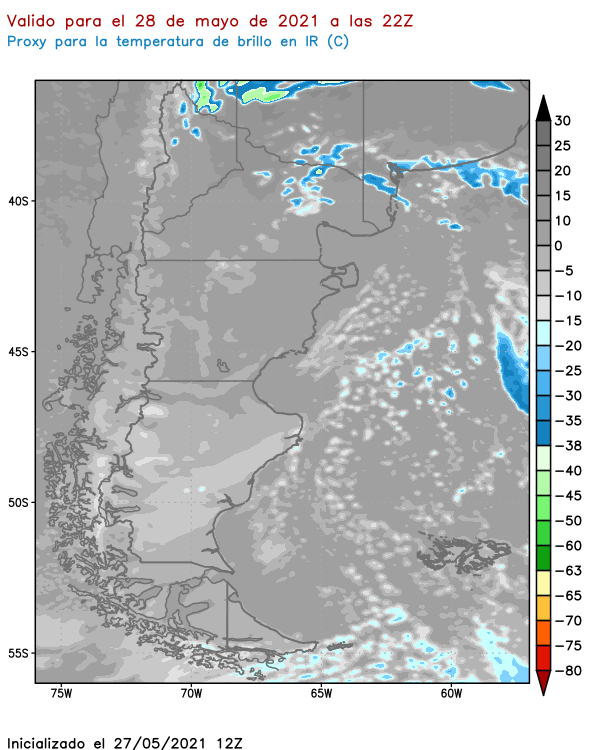 Valido para el 28 de mayo de 2021 a las 22Z
Proxy para la temperatura de brillo en IR (C)
30
25
20
15
10
0
−5
−10
−15
−20
−25
−30
−35
−38
−40
−45
−50
−60
−63
−65
−70
−75
−80
40S
45S
50S
55S
75W
70W
65W
60W
Inicializado el 27/05/2021 12Z